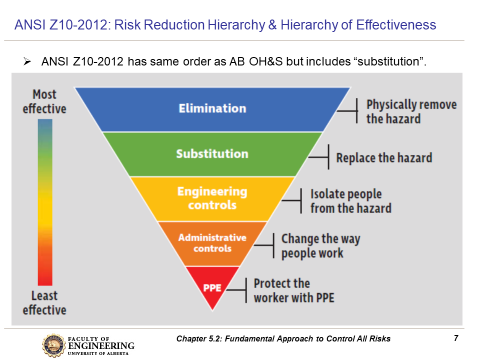 ANSI Z10-2012: Risk Reduction Hierarchy & Hierarchy of Effectiveness
➢ ANSI Z10-2012 has same order as AB OH&S but includes “substitution”.
Most
effective
Elimination
Physically remove
the hazard
Substitution
Replace the hazard
Engineering
controls
Isolate people
from the hazard
Administrative
controls
Change the way
people work
PPE
Protect the
worker with PPE
Least
effective
FACULTY OF
ENGINEERING
UNIVERSITY OF ALBERTA
Chapter 5.2: Fundamental Approach to Control All Risks
7